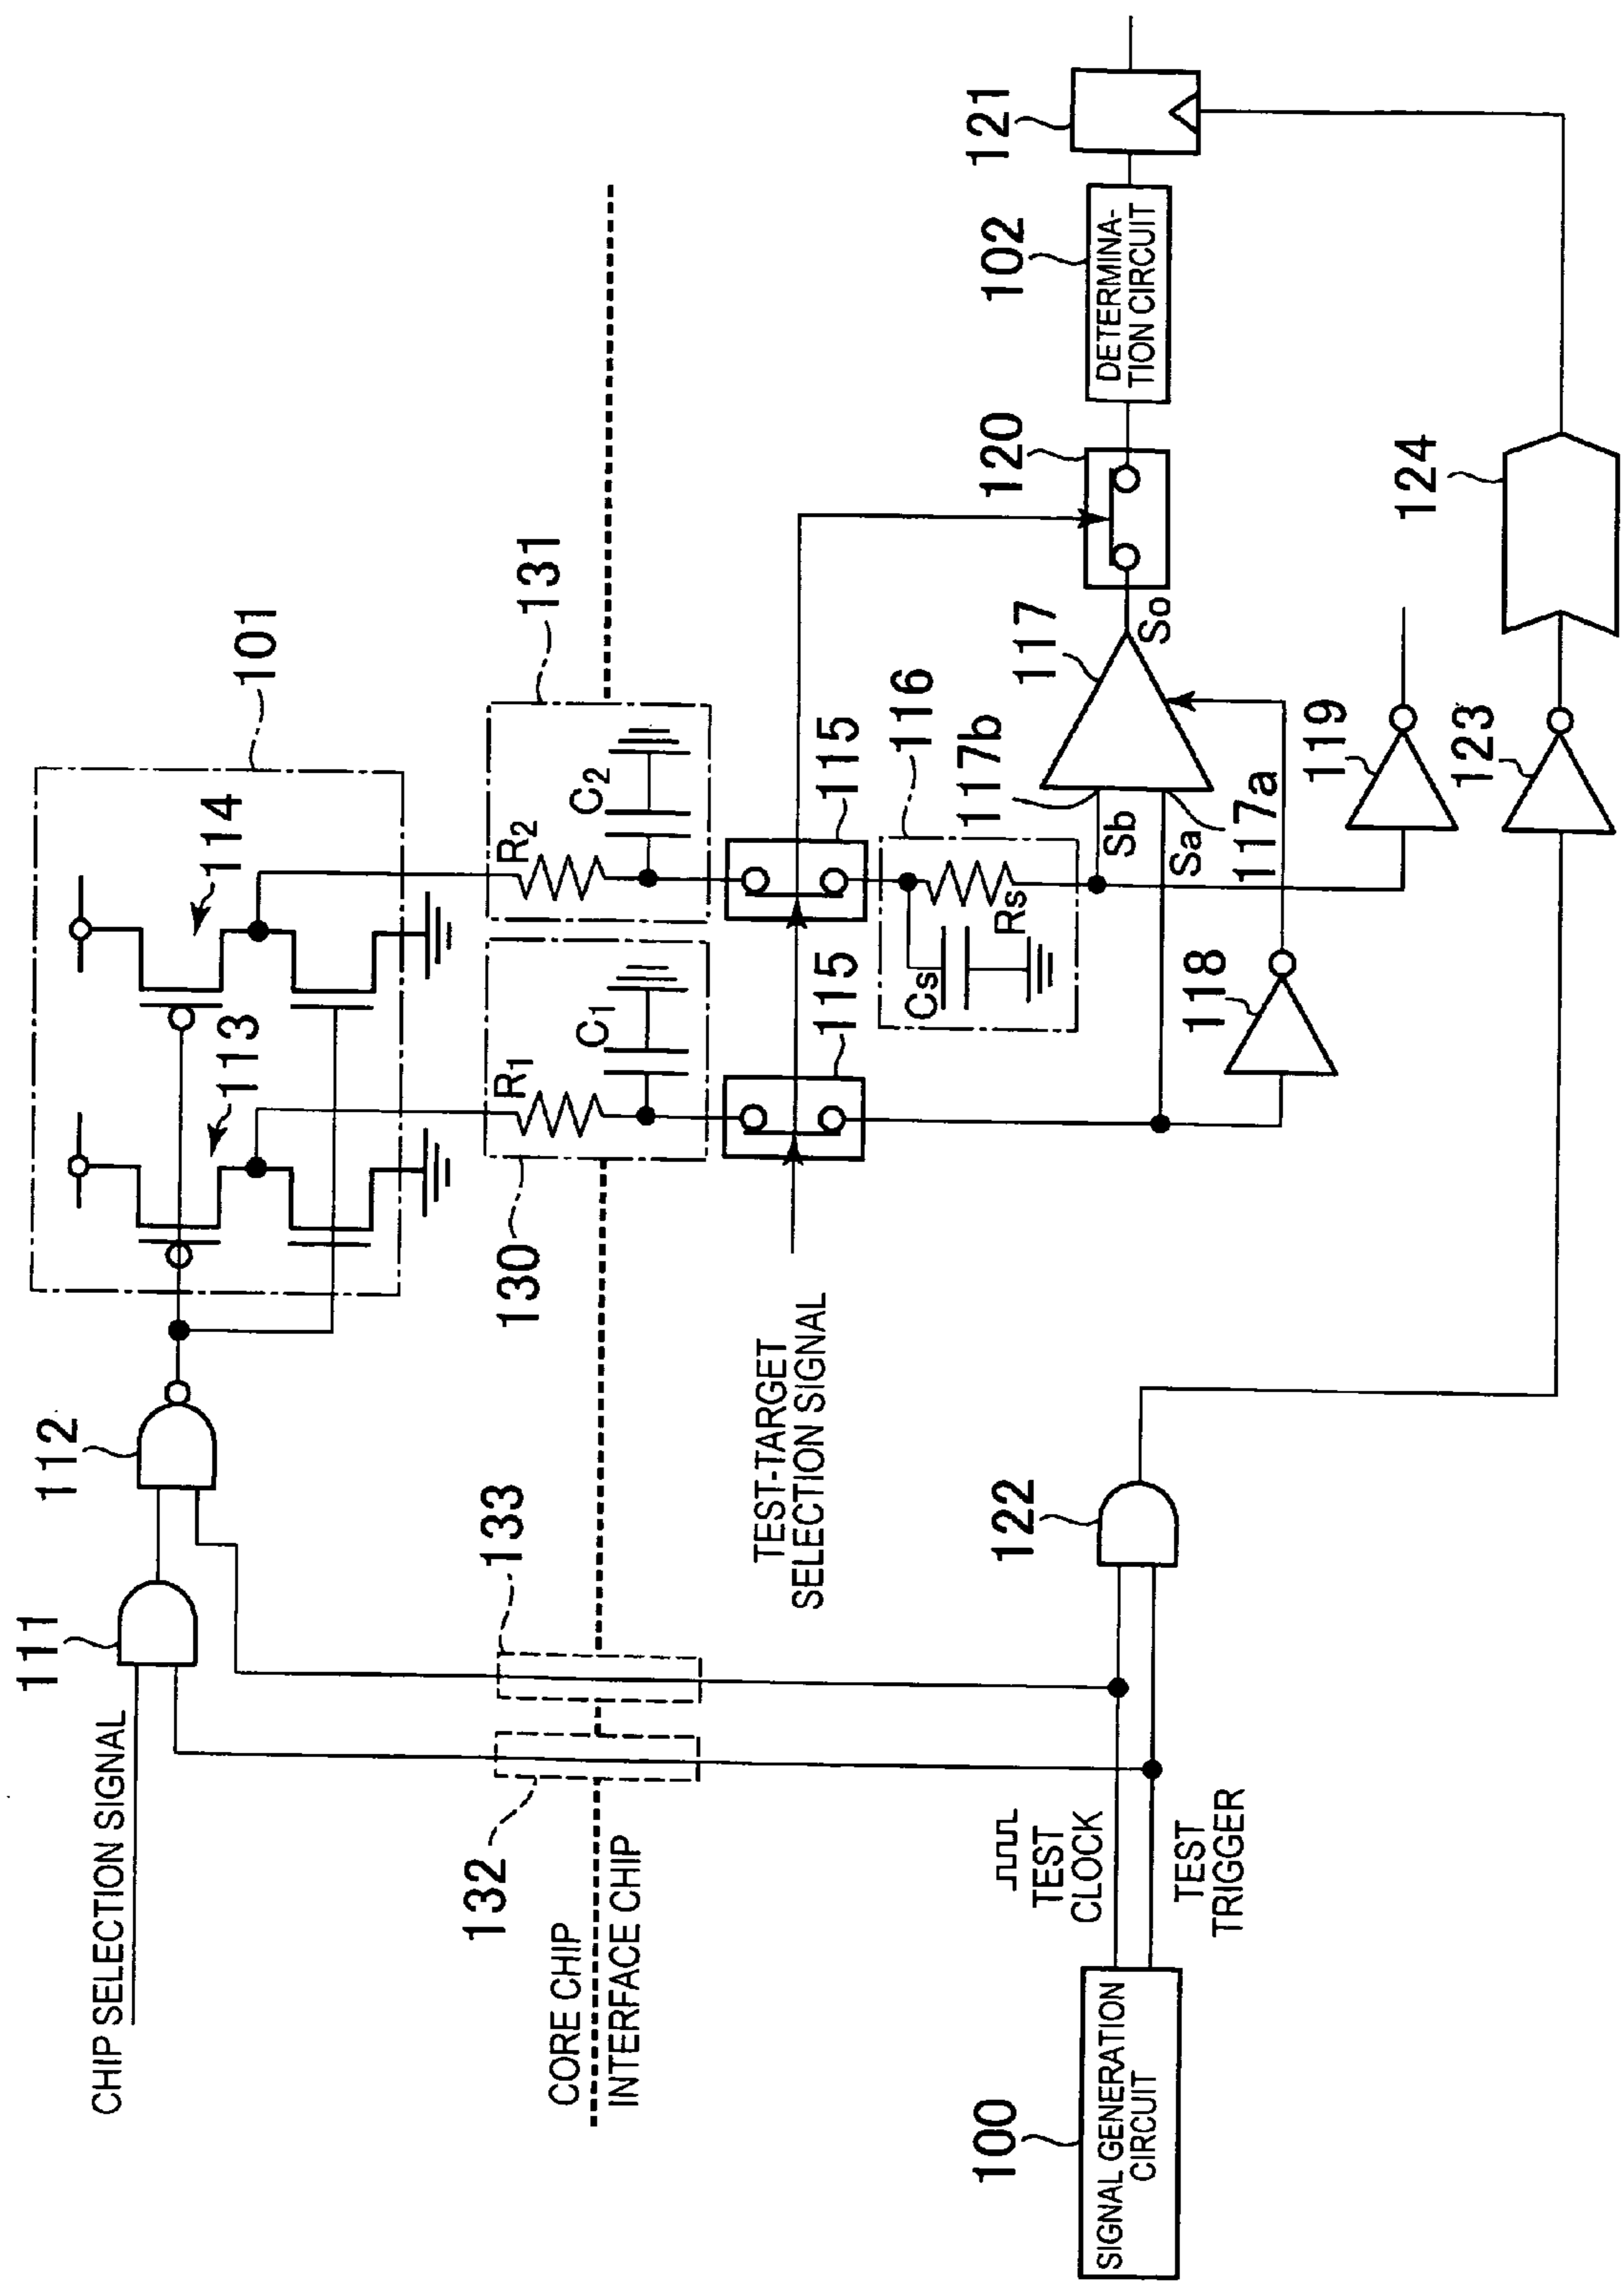 101
114
113
112
111
CHIP SELECTION SIGNAL
131
R2
C2
130
R1
C1
133
132
CORE CHIP
INTERFACE CHIP
115
115
TEST-TARGET
SELECTION SIGNAL
116
Cs
Rs
117
117b
Sb
Sa
117a
So
118
119
120
102
DETERMINA-
TION CIRCUIT
121
122
123
124
TEST
CLOCK
TEST
TRIGGER
100
SIGNAL GENERATION
CIRCUIT